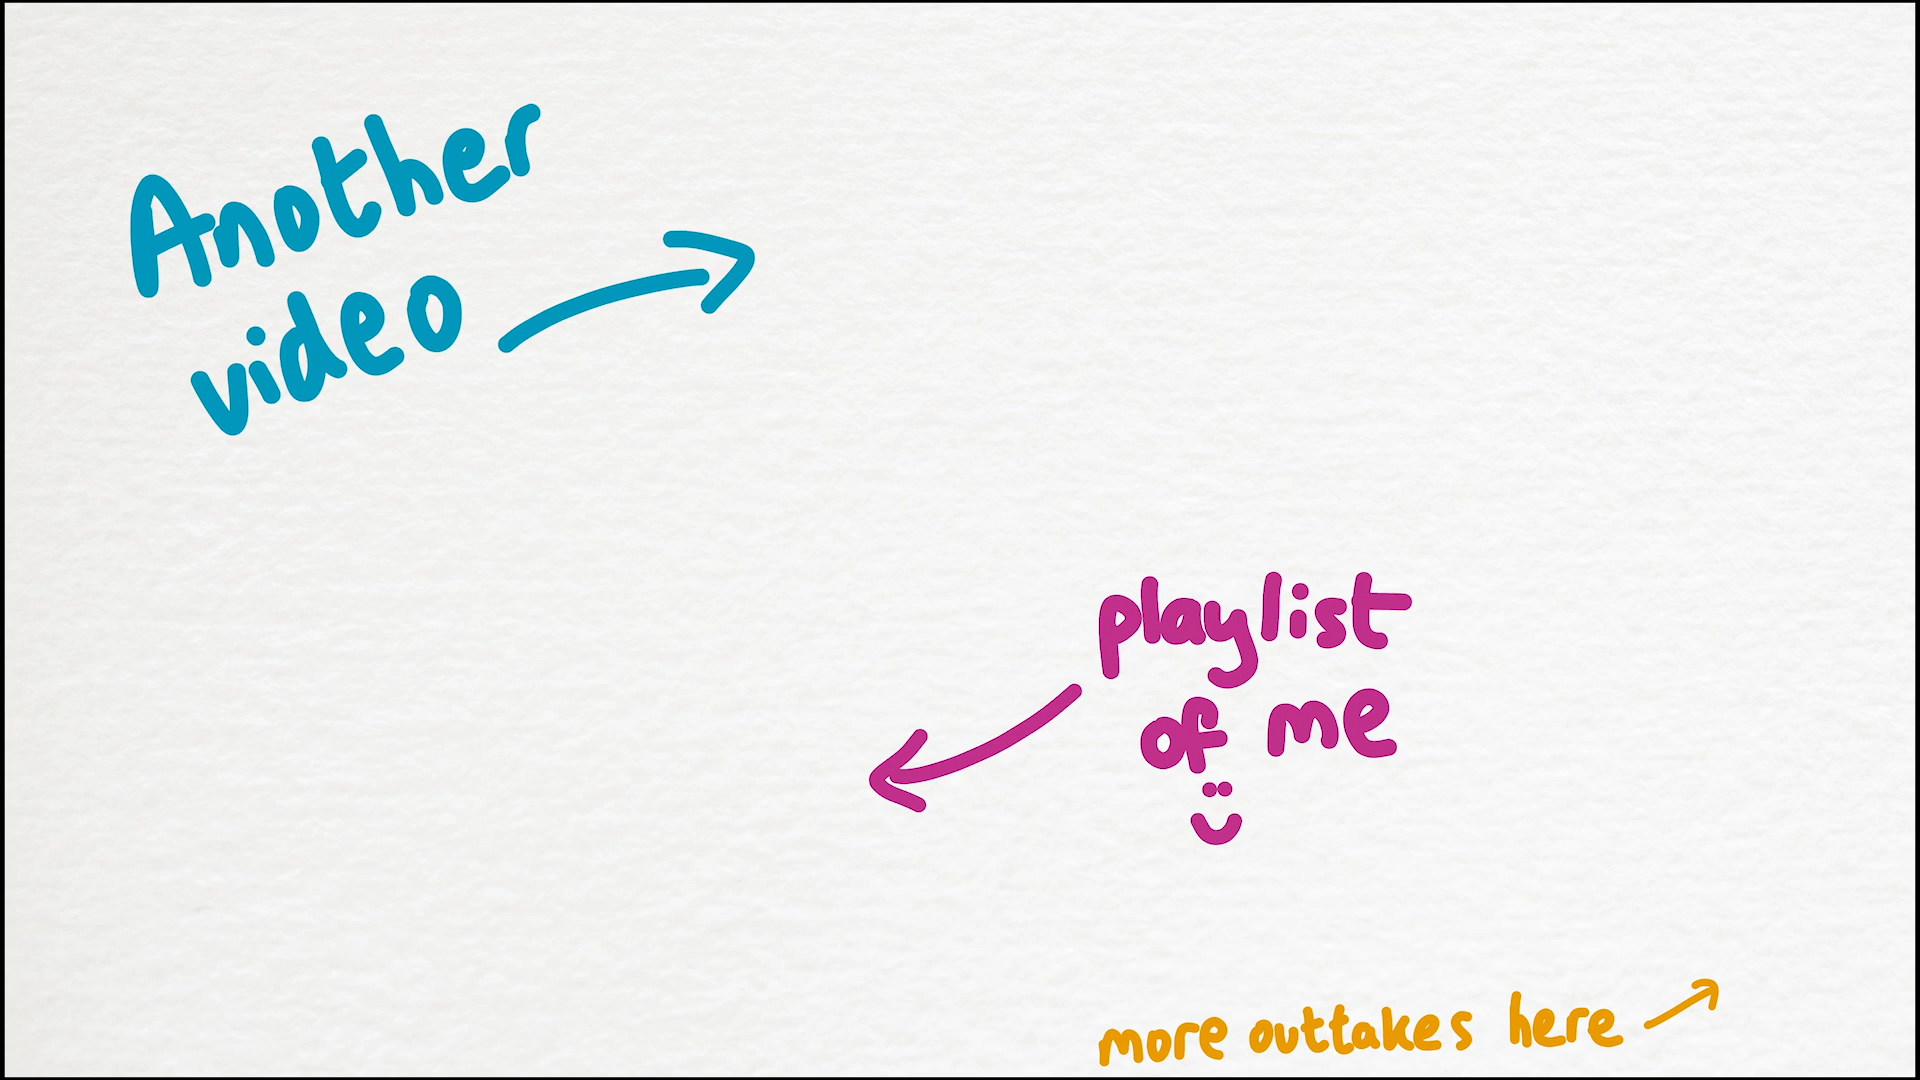 Another
video
playlist
of me
more outtakes here